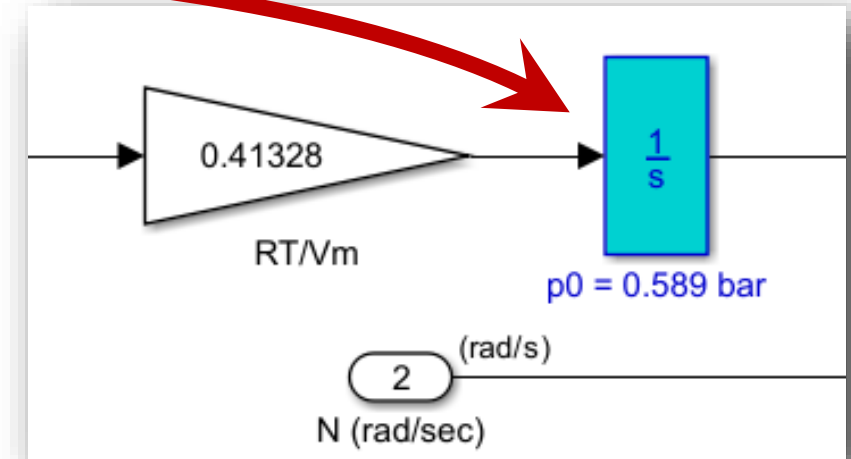 0.41328
1
s
RT/Vm
p0 = 0.589 bar
(rad/s)
2
N (rad/sec)